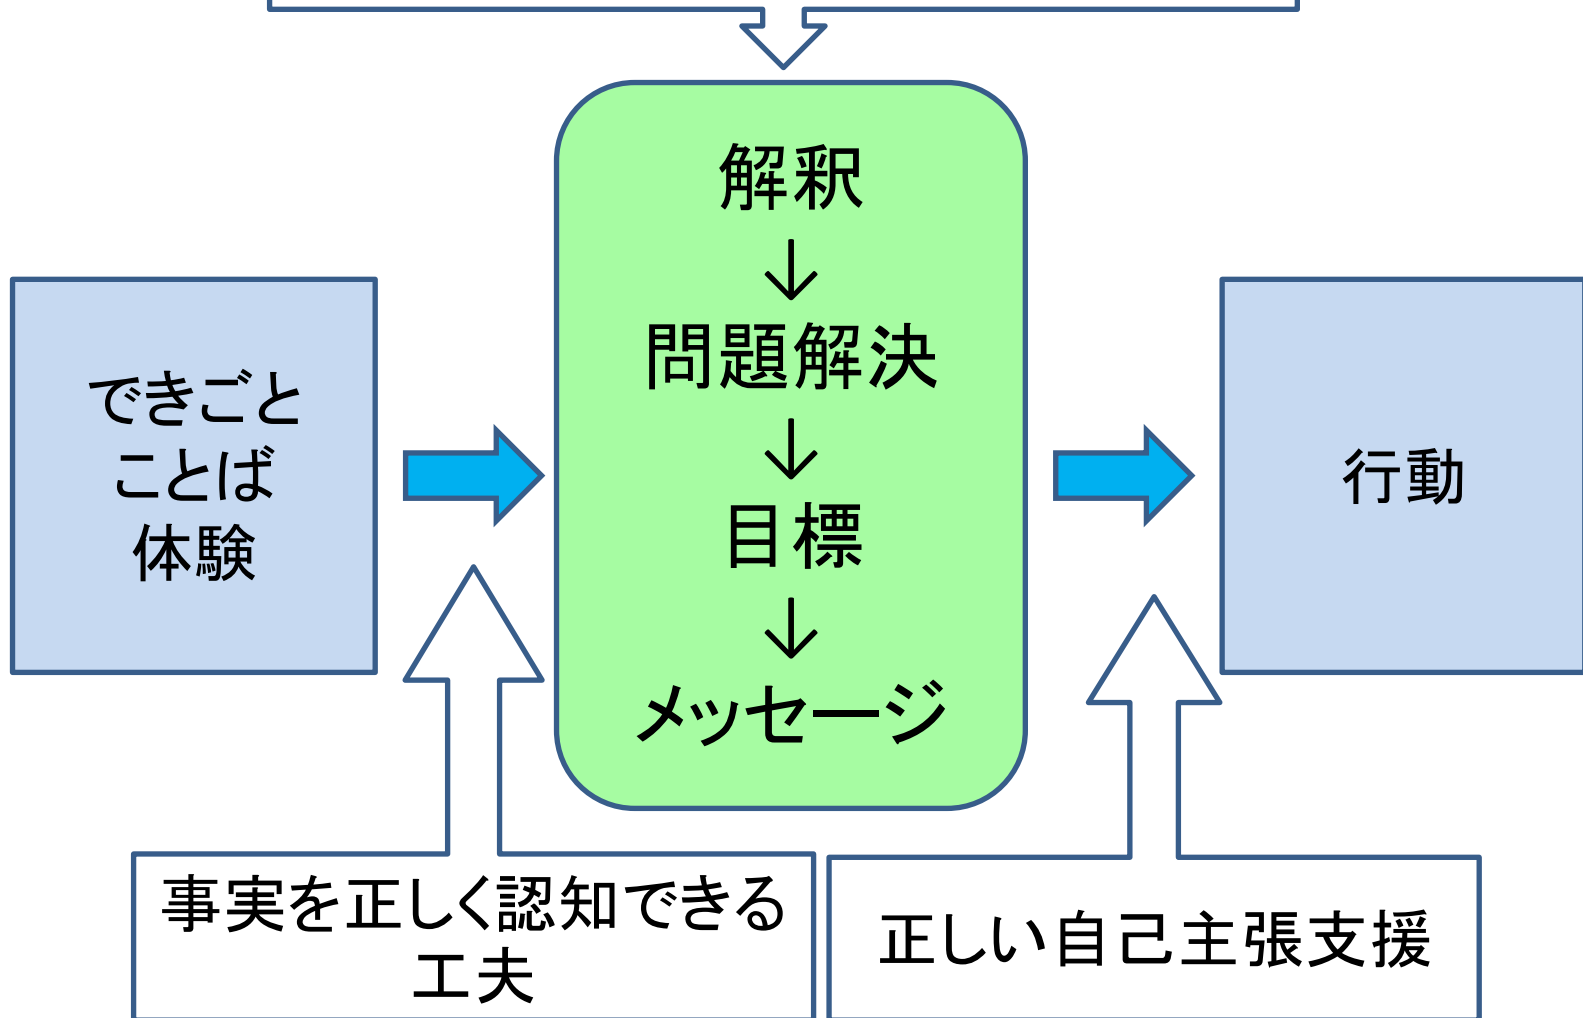 できごと
ことば
体験
解釈
↓
問題解決
↓
目標
↓
メッセージ
行動
事実を正しく認知できる
工夫
正しい自己主張支援